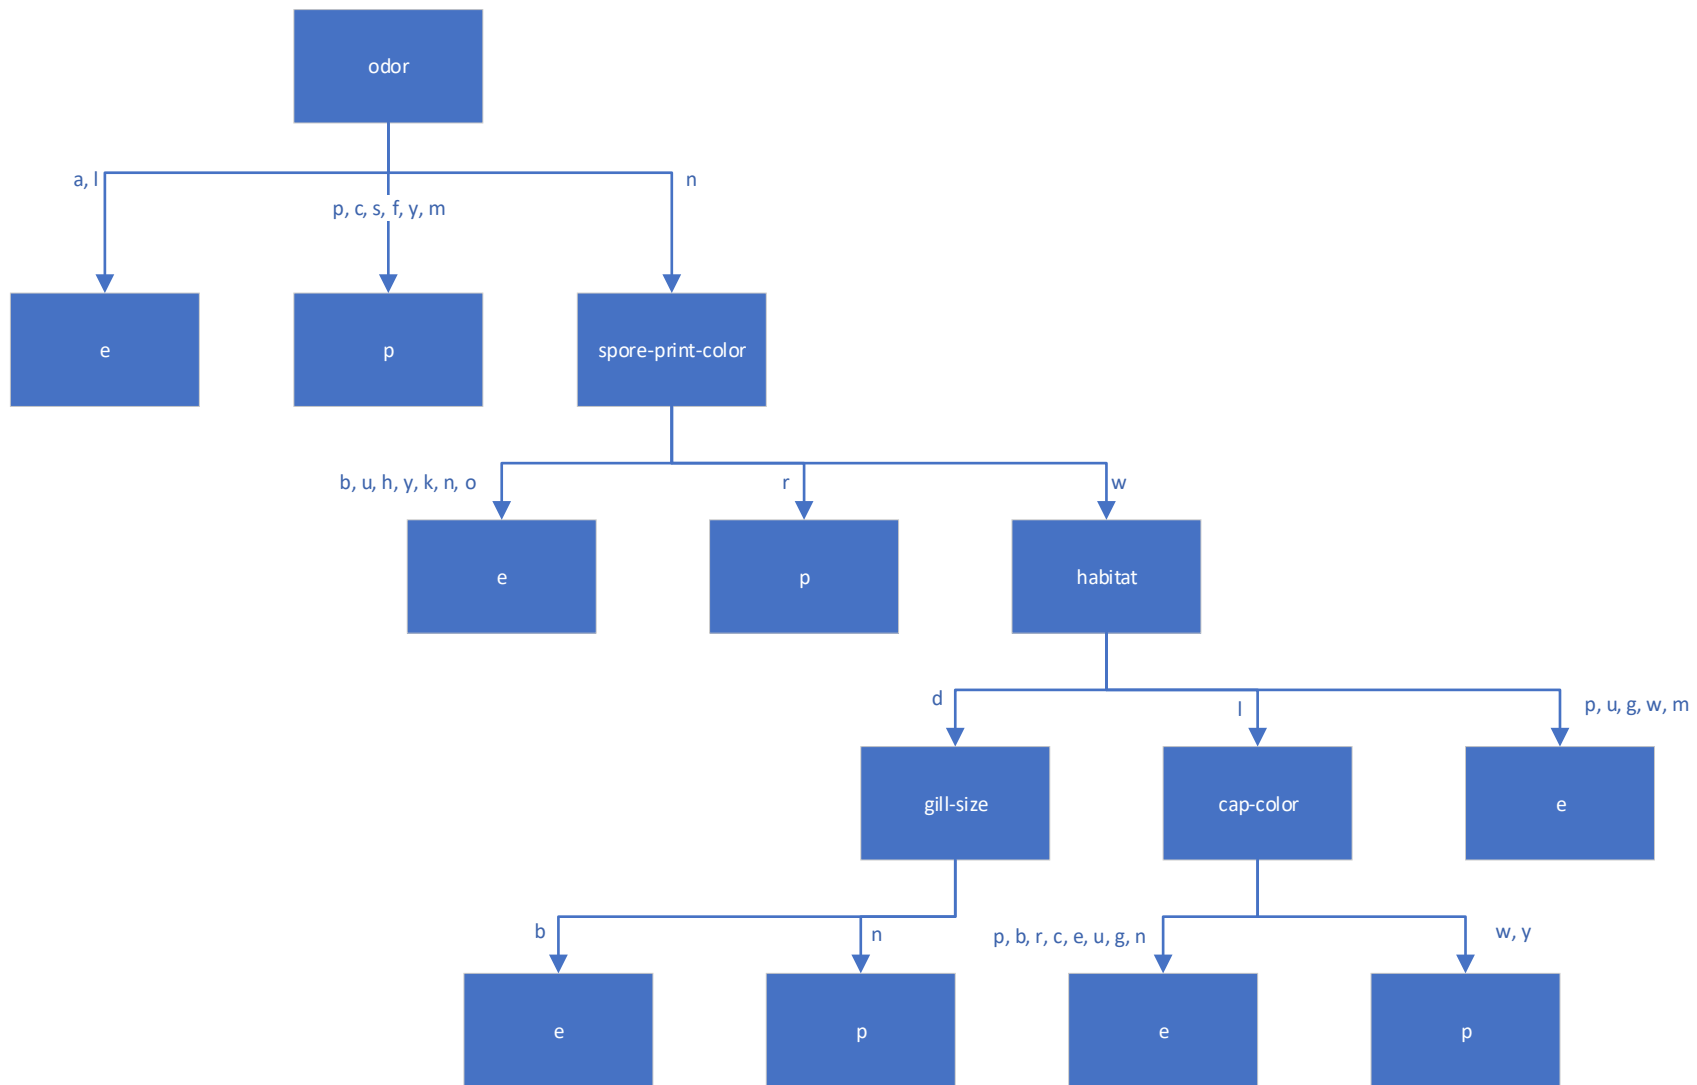 odor
a, l
p, c, s, f, y, m
n
e
p
spore-print-color
b, u, h, y, k, n, o
r
w
e
p
habitat
d
l
p, u, g, w, m
gill-size
cap-color
e
b
n
p, b, r, c, e, u, g, n
w, y
e
p
e
p